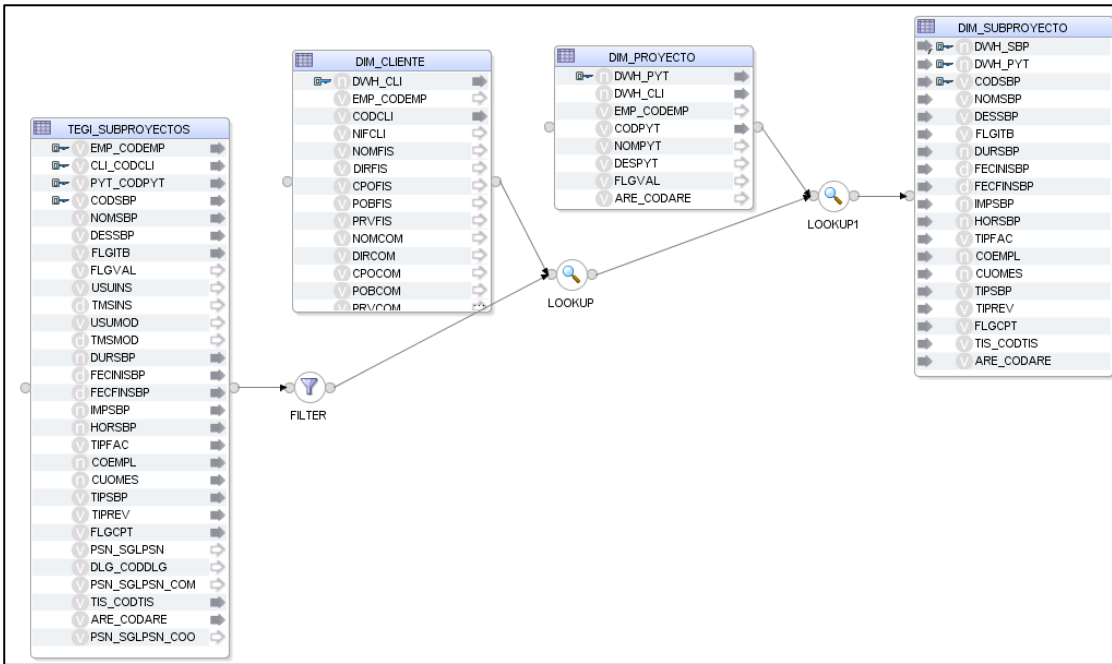 TEGI_SUBPROYECTOS
EMP_CODEMP
CLI_CODCLI
PYT_CODPYT
CODSBP
NOMSBP
DESSBP
FLGITB
FLGVAL
USUINS
TMSINS
USUMOD
TMSMOD
DURSBP
FECINISBP
FECFINSBP
IMPSBP
HORSBP
TIPFAC
COEMPL
CUOMES
TIPSBP
TIPREV
FLGCPT
PSN_SGLPSN
DLG_CODDLG
PSN_SGLPSN_COM
TIS_CODTIS
ARE_CODARE
PSN_SGLPSN_COO
FILTER
DIM_CLIENTE
DWH_CLI
EMP_CODEMP
CODCLI
NIFCLI
NOMFIS
DIRFIS
CPOFIS
POBFIS
PRVFIS
NOMCOM
DIRCOM
CPOCOM
POBCOM
PRVCOM
LOOKUP
DIM_PROYECTO
DWH_PYT
DWH_CLI
EMP_CODEMP
CODPYT
NOMPYT
DESPYT
FLGVAL
ARE_CODARE
LOOKUP1
DIM_SUBPROYECTO
DWH_SBP
DWH_PYT
CODSBP
NOMSBP
DESSBP
FLGITB
DURSBP
FECINISBP
FECFINSBP
IMPSBP
HORSBP
TIPFAC
COEMPL
CUOMES
TIPSBP
TIPREV
FLGCPT
TIS_CODTIS
ARE_CODARE